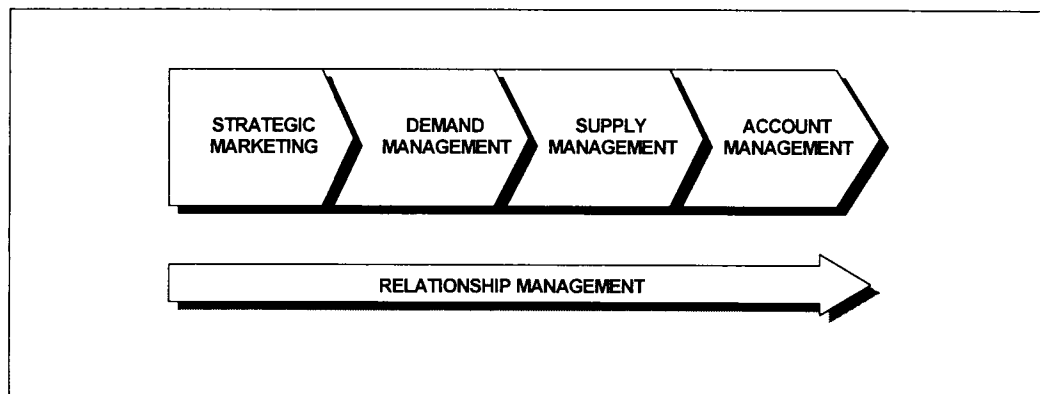 STRATEGIC
MARKETING
DEMAND
MANAGEMENT
SUPPLY
MANAGEMENT
ACCOUNT
MANAGEMENT
RELATIONSHIP MANAGEMENT